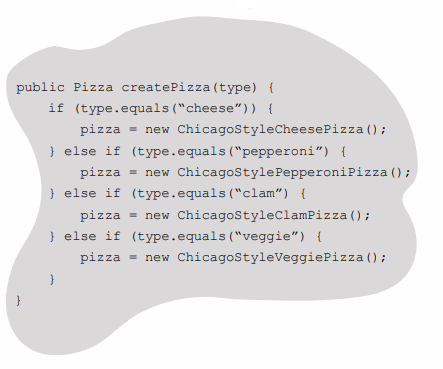 public Pizza createPizza(type) {
if (type.equals(“cheese”)) {
pizza = new ChicagoStyleCheesePizza();
} else if (type.equals(“pepperoni”) {
pizza = new ChicagoStylePepperoniPizza();
} else if (type.equals(“clam”) {
pizza = new ChicagoStyleClamPizza();
} else if (type.equals(“veggie”) {
pizza = new ChicagoStyleVeggiePizza();
}
}